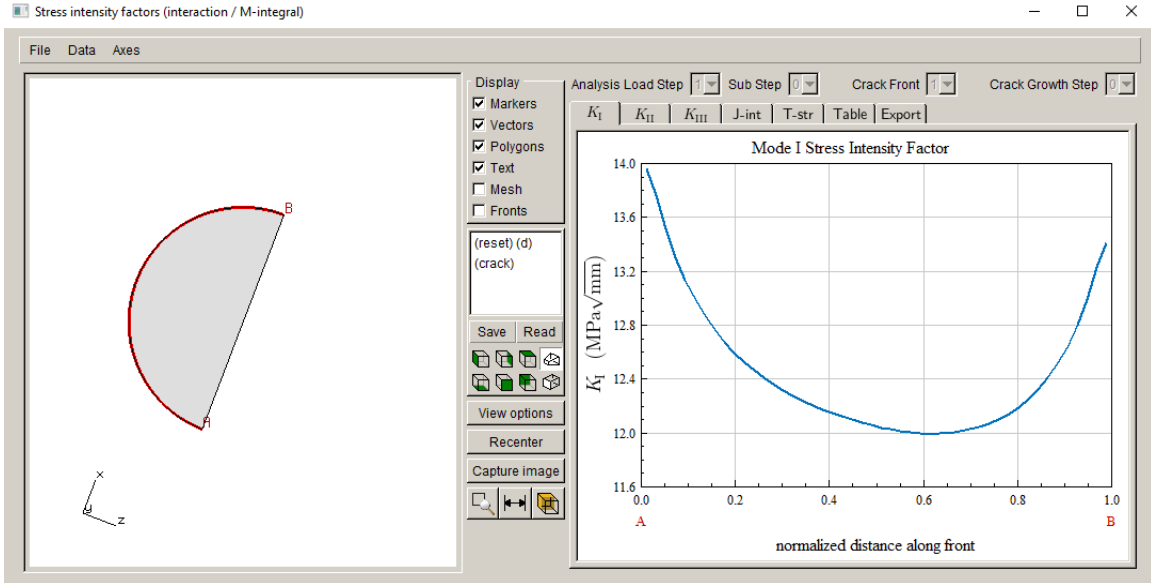 Stress intensity factors (interaction / M-integral)
File Data Axes
B
A
x
y
z
Display
Markers
Vectors
Polygons
Text
Mesh
Fronts
(reset) (d)
(crack)
Save Read
View options
Recenter
Capture image
Analysis Load Step 1 Sub Step 0 Crack Front 1 Crack Growth Step 0
K_I K_II K_III J-int T-str Table Export
Mode I Stress Intensity Factor
14.0
13.6
13.2
12.8
12.4
12.0
11.6
K_I (MPa√mm)
0.0 0.2 0.4 0.6 0.8 1.0
A B
normalized distance along front